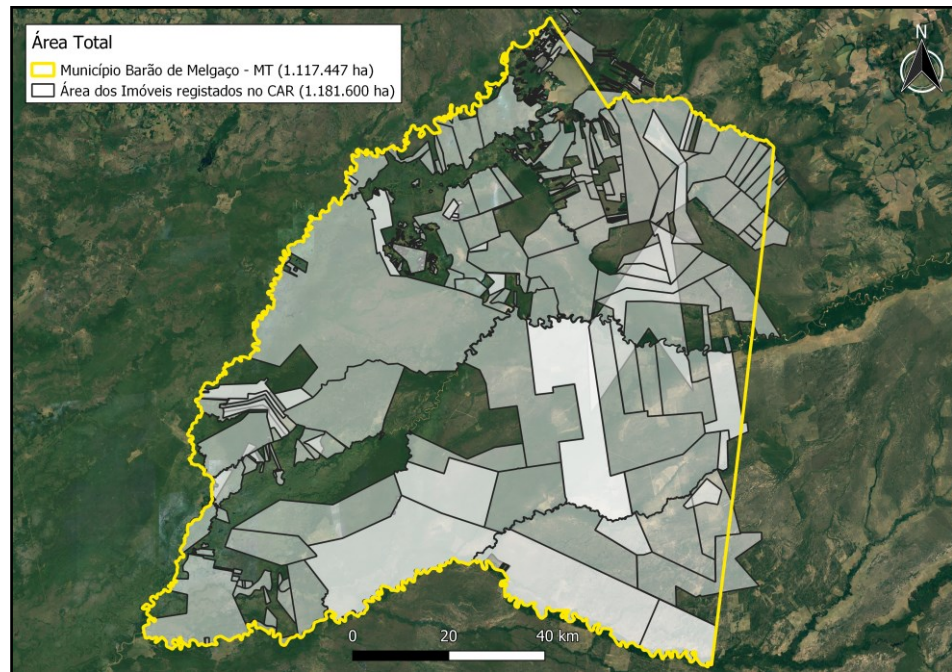 Área Total
Município Barão de Melgaço - MT (1.117.447 ha)
Área dos Imóveis registados no CAR (1.181.600 ha)
N
0 20 40 km